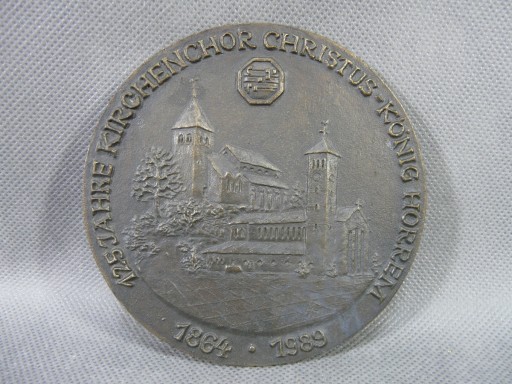 125 JAHRE KIRCHENCHOR CHRISTUS-KÖNIG HORREM
1864 • 1989